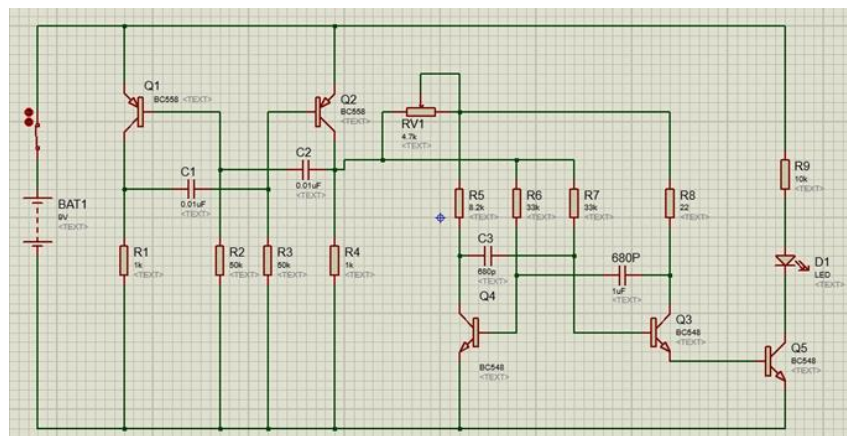 Q1
BC558 <TEXT>
Q2
BC558
<TEXT>
RV1
4.7k
<TEXT>
C1
0.01uF
<TEXT>
C2
0.01uF
<TEXT>
BAT1
9V
<TEXT>
R1
1k
<TEXT>
R2
50k
<TEXT>
R3
50k
<TEXT>
R4
1k
<TEXT>
R5
8.2k
<TEXT>
R6
33k
<TEXT>
R7
33k
<TEXT>
R8
22
<TEXT>
R9
10k
<TEXT>
C3
680p
<TEXT>
680P
1uF
<TEXT>
D1
LED
<TEXT>
Q4
BC548
<TEXT>
Q3
BC548
<TEXT>
Q5
BC548
<TEXT>